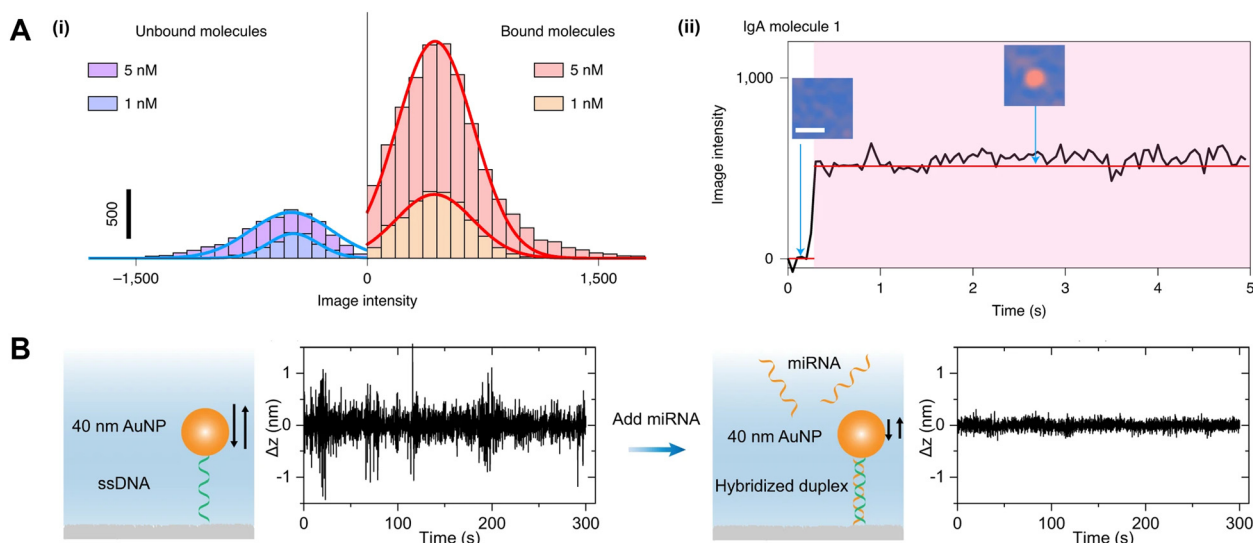 A
(i)
Unbound molecules
5 nM
1 nM
Bound molecules
5 nM
1 nM
500
−1,500
0
1,500
Image intensity
(ii)
IgA molecule 1
Image intensity
1,000
0
0
1
2
3
4
5
Time (s)
B
40 nm AuNP
ssDNA
Δz (nm)
1
0
-1
0
100
200
300
Time (s)
Add miRNA
miRNA
40 nm AuNP
Hybridized duplex
Δz (nm)
1
0
-1
0
100
200
300
Time (s)